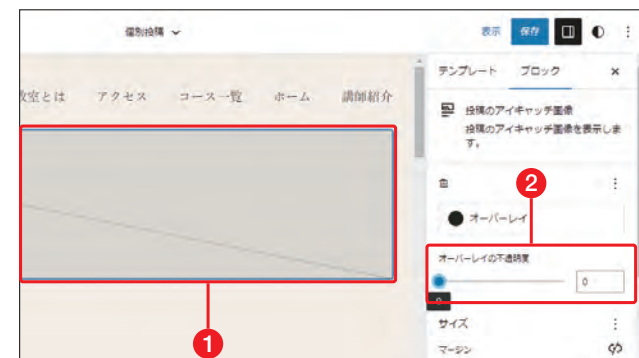 個別投稿
表示 保存
教室とは アクセス コース一覧 ホーム 講師紹介
テンプレート ブロック ×
投稿のアイキャッチ画像
投稿のアイキャッチ画像を表示しま
す。
色
2
オーバーレイ
オーバーレイの不透明度
0
0
サイズ
マージン
1